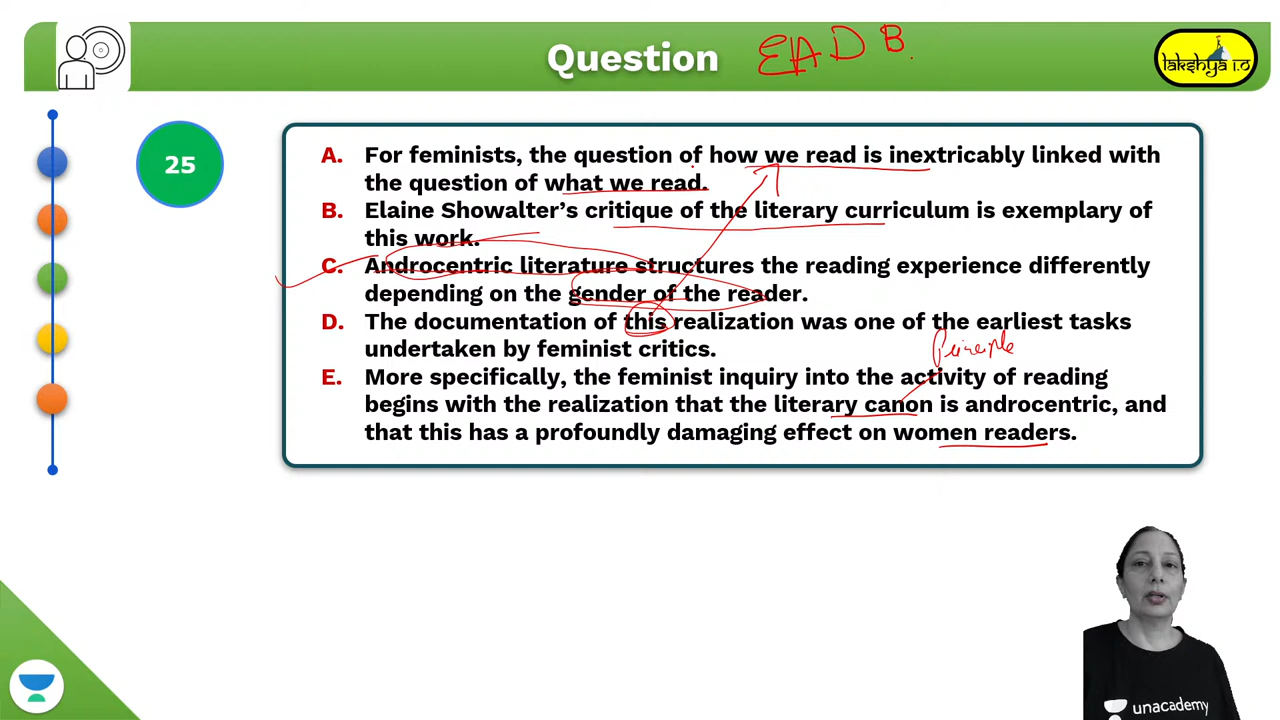 Question
EADB.
lakshya 1.0
25
A. For feminists, the question of how we read is inextricably linked with
the question of what we read.
B. Elaine Showalter's critique of the literary curriculum is exemplary of
this work.
C. Androcentric literature structures the reading experience differently
depending on the gender of the reader.
D. The documentation of this realization was one of the earliest tasks
undertaken by feminist critics.
Principle
E. More specifically, the feminist inquiry into the activity of reading
begins with the realization that the literary canon is androcentric, and
that this has a profoundly damaging effect on women readers.
unacademy